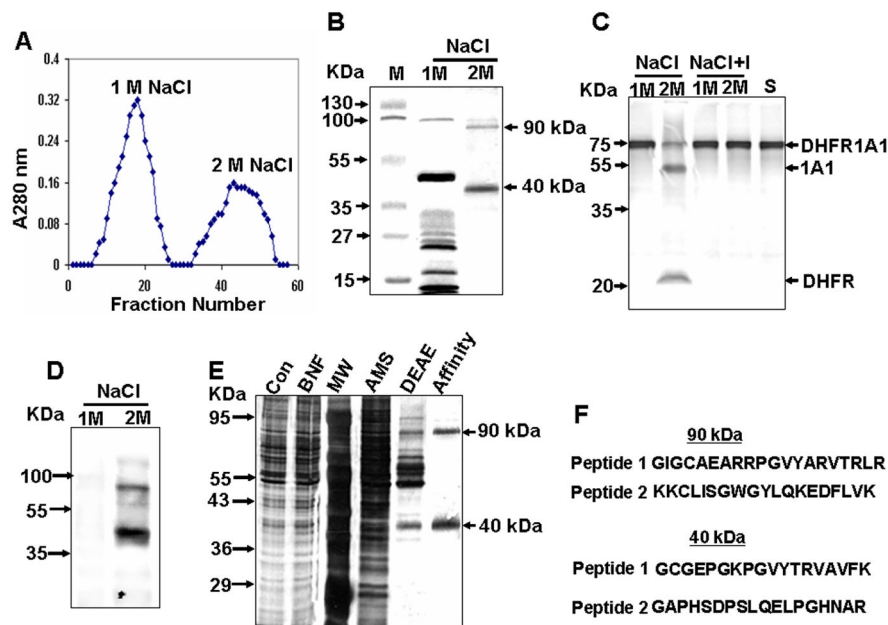 A
0.4
0.32
0.24
0.16
0.08
0
A280 nm
1 M NaCl
2 M NaCl
0
20
40
60
Fraction Number
B
NaCl
KDa M 1M 2M
130
100
55
35
27
15
90 kDa
40 kDa
C
NaCl NaCl+I
KDa 1M 2M 1M 2M S
75
55
35
20
DHFR1A1
1A1
DHFR
D
NaCl
KDa 1M 2M
100
55
35
E
KDa Con BNF MW AMS DEAE Affinity
95
55
43
36
29
90 kDa
40 kDa
F
90 kDa
Peptide 1 GIGCAEARRPGVYARVTRLR
Peptide 2 KKCLISGWGYLQKEDFLVK
40 kDa
Peptide 1 GCGEPGKPGVYTRVAVFK
Peptide 2 GAPHSDPSLQELPGHNAR